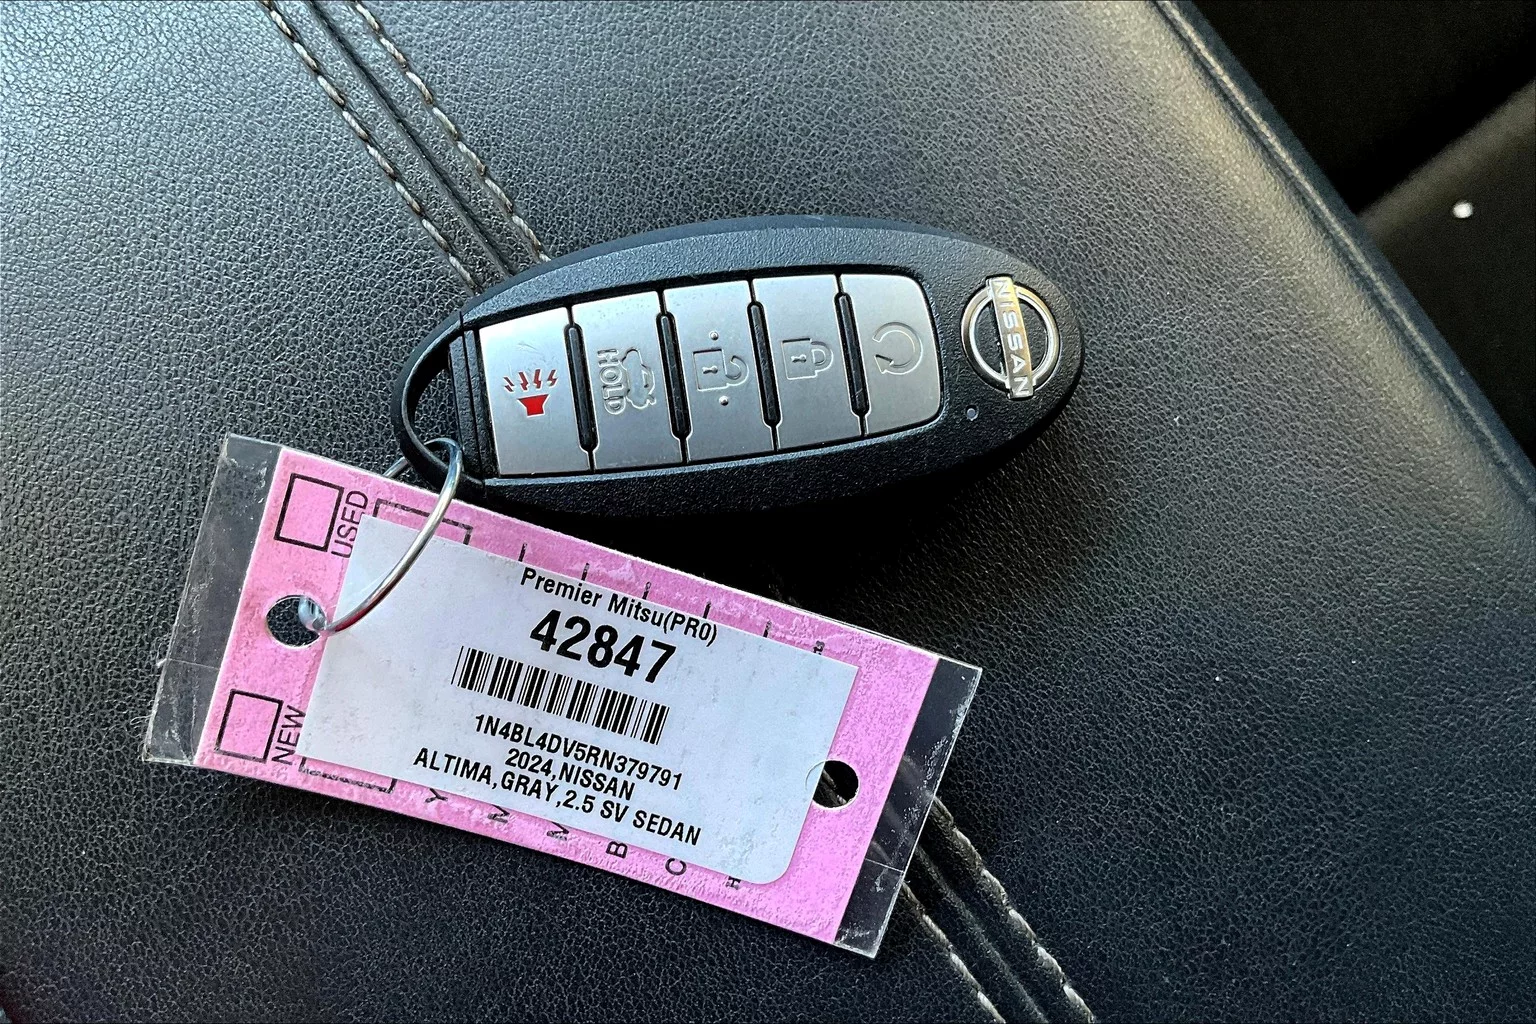 NISSAN
HOLD
USED
NEW
Premier Mitsu(PR0)
42847
1N4BL4DV5RN379791
2024,NISSAN
ALTIMA,GRAY,2.5 SV SEDAN